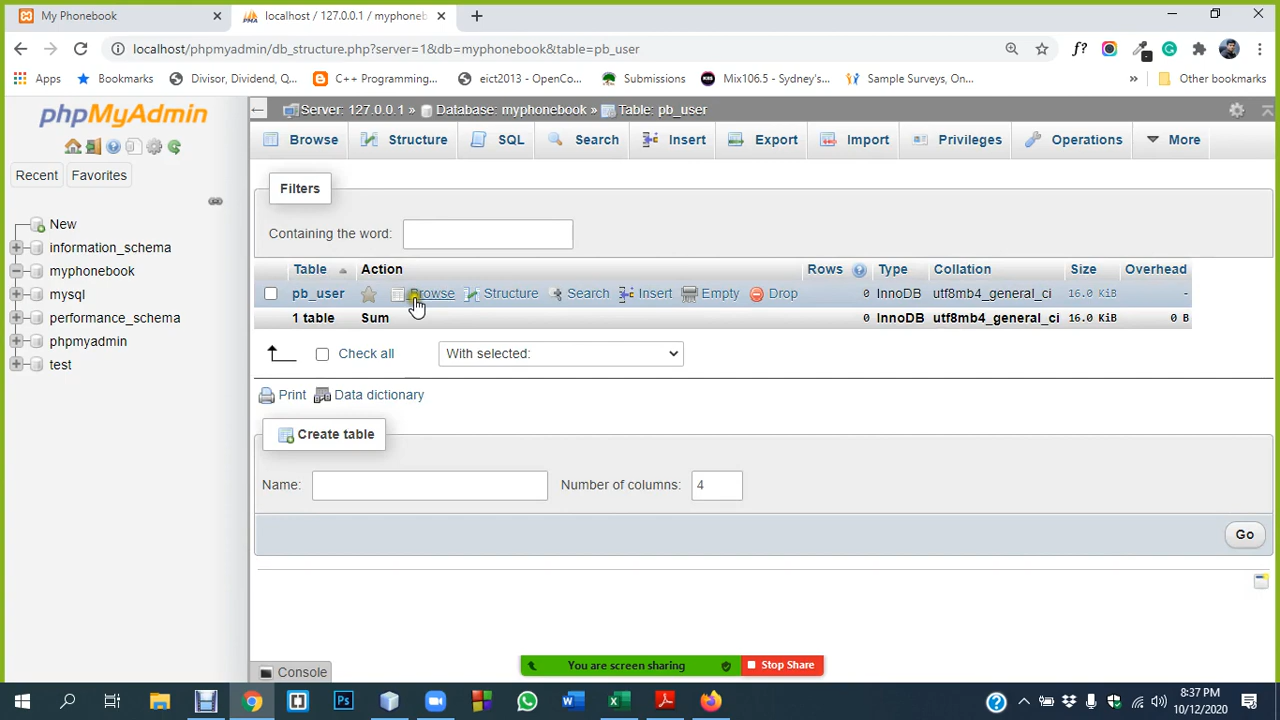 My Phonebook
localhost / 127.0.0.1 / myphoneb
localhost/phpmyadmin/db_structure.php?server=1&db=myphonebook&table=pb_user
f?
Apps
Bookmarks
Divisor, Dividend, Q...
C++ Programming...
eict2013 - OpenCo...
Submissions
Mix106.5 - Sydney's...
Sample Surveys, On...
»
Other bookmarks
phpMyAdmin
Server: 127.0.0.1 » Database: myphonebook » Table: pb_user
Browse
Structure
SQL
Search
Insert
Export
Import
Privileges
Operations
More
Recent
Favorites
New
information_schema
myphonebook
mysql
performance_schema
phpmyadmin
test
Filters
Containing the word:
Table Action Rows Type Collation Size Overhead
pb_user Browse Structure Search Insert Empty Drop 0 InnoDB utf8mb4_general_ci 16.0 KiB -
1 table Sum 0 InnoDB utf8mb4_general_ci 16.0 KiB 0 B
Check all
With selected:
Print
Data dictionary
Create table
Name:
Number of columns: 4
Go
Console
You are screen sharing
Stop Share
8:37 PM
10/12/2020